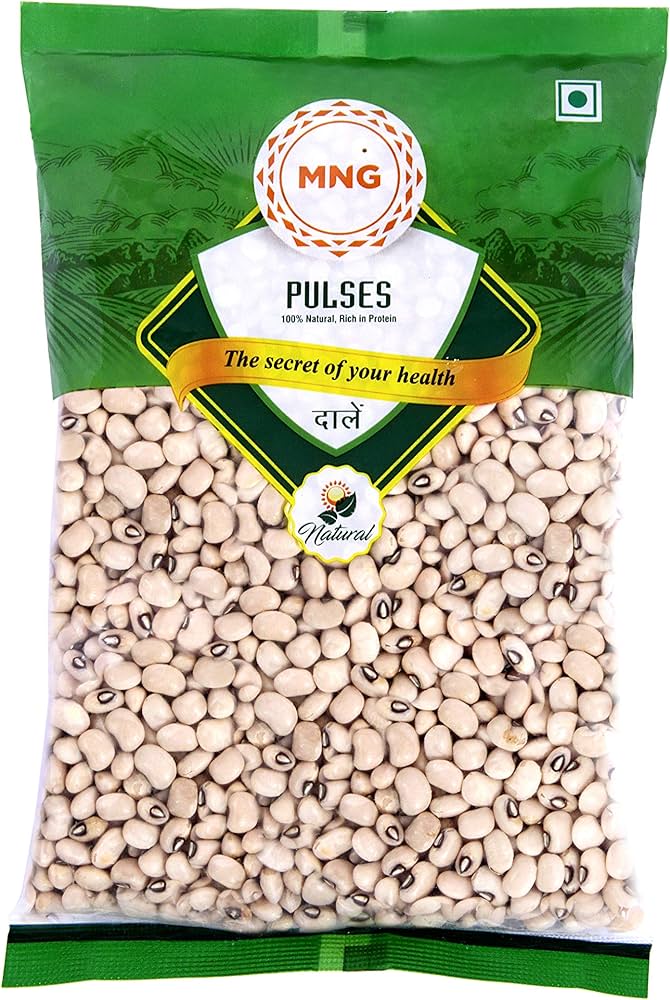 MNG
PULSES
100% Natural, Rich in Protein
The secret of your health
दालें
Natural